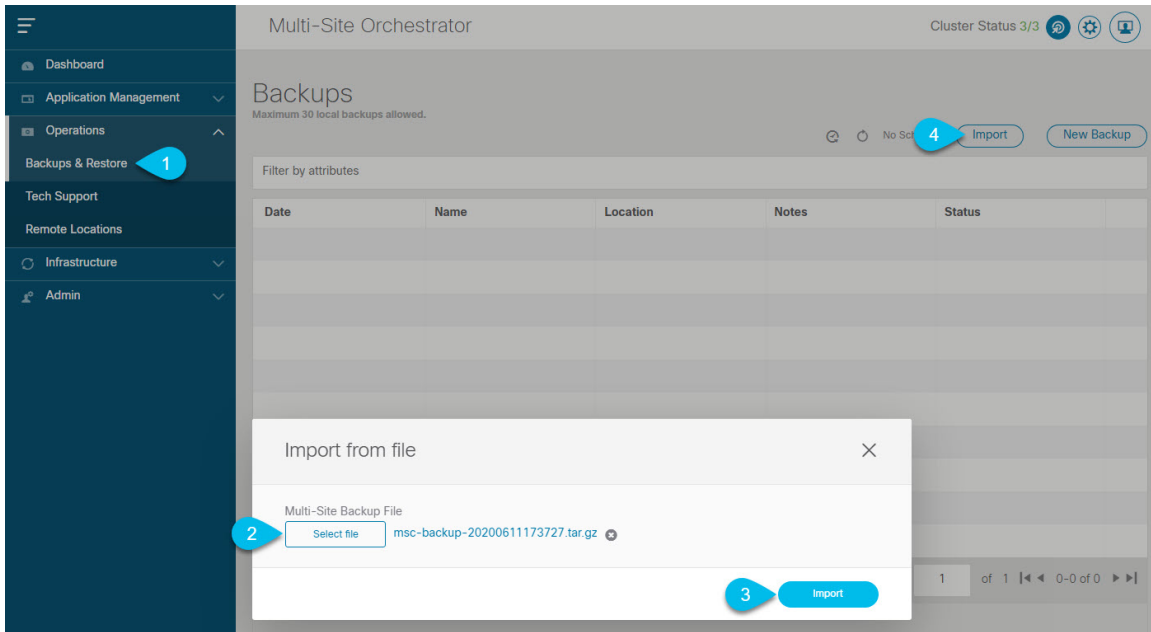 Multi-Site Orchestrator
Cluster Status 3/3
Dashboard
Application Management
Operations
Backups & Restore
1
Tech Support
Remote Locations
Infrastructure
Admin
Backups
Maximum 30 local backups allowed.
No Sch
4
Import
New Backup
Filter by attributes
Date Name Location Notes Status
Import from file
Multi-Site Backup File
2
Select file
msc-backup-20200611173727.tar.gz
3
Import
1 of 1 0-0 of 0